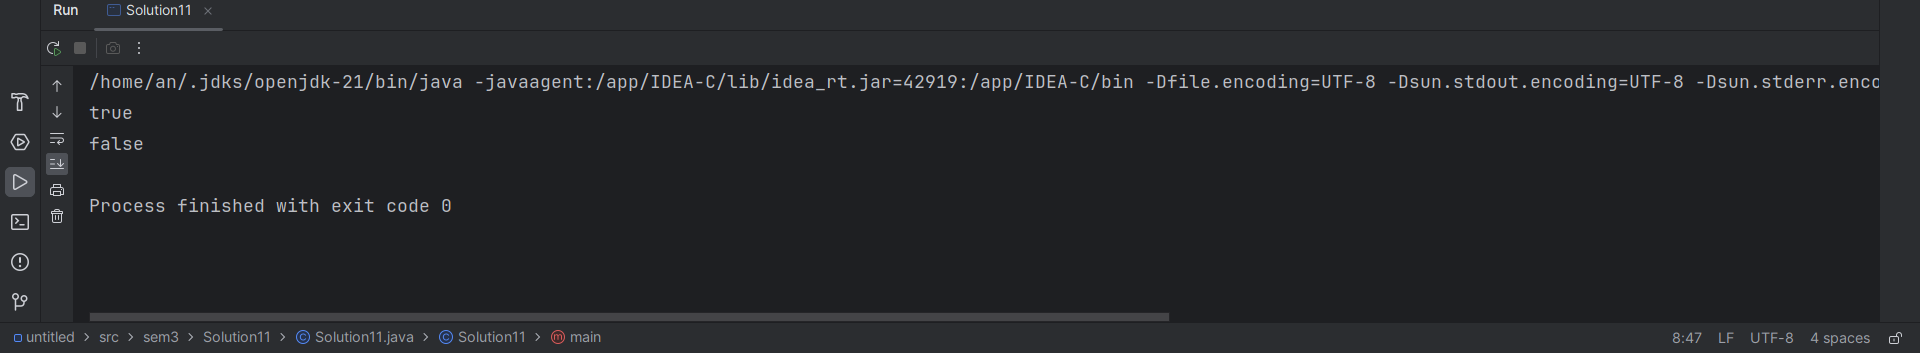 Run Solution11
/home/an/.jdks/openjdk-21/bin/java -javaagent:/app/IDEA-C/lib/idea_rt.jar=42919:/app/IDEA-C/bin -Dfile.encoding=UTF-8 -Dsun.stdout.encoding=UTF-8 -Dsun.stderr.enco
true
false
Process finished with exit code 0
untitled > src > sem3 > Solution11 > Solution11.java > Solution11 > main 8:47 LF UTF-8 4 spaces